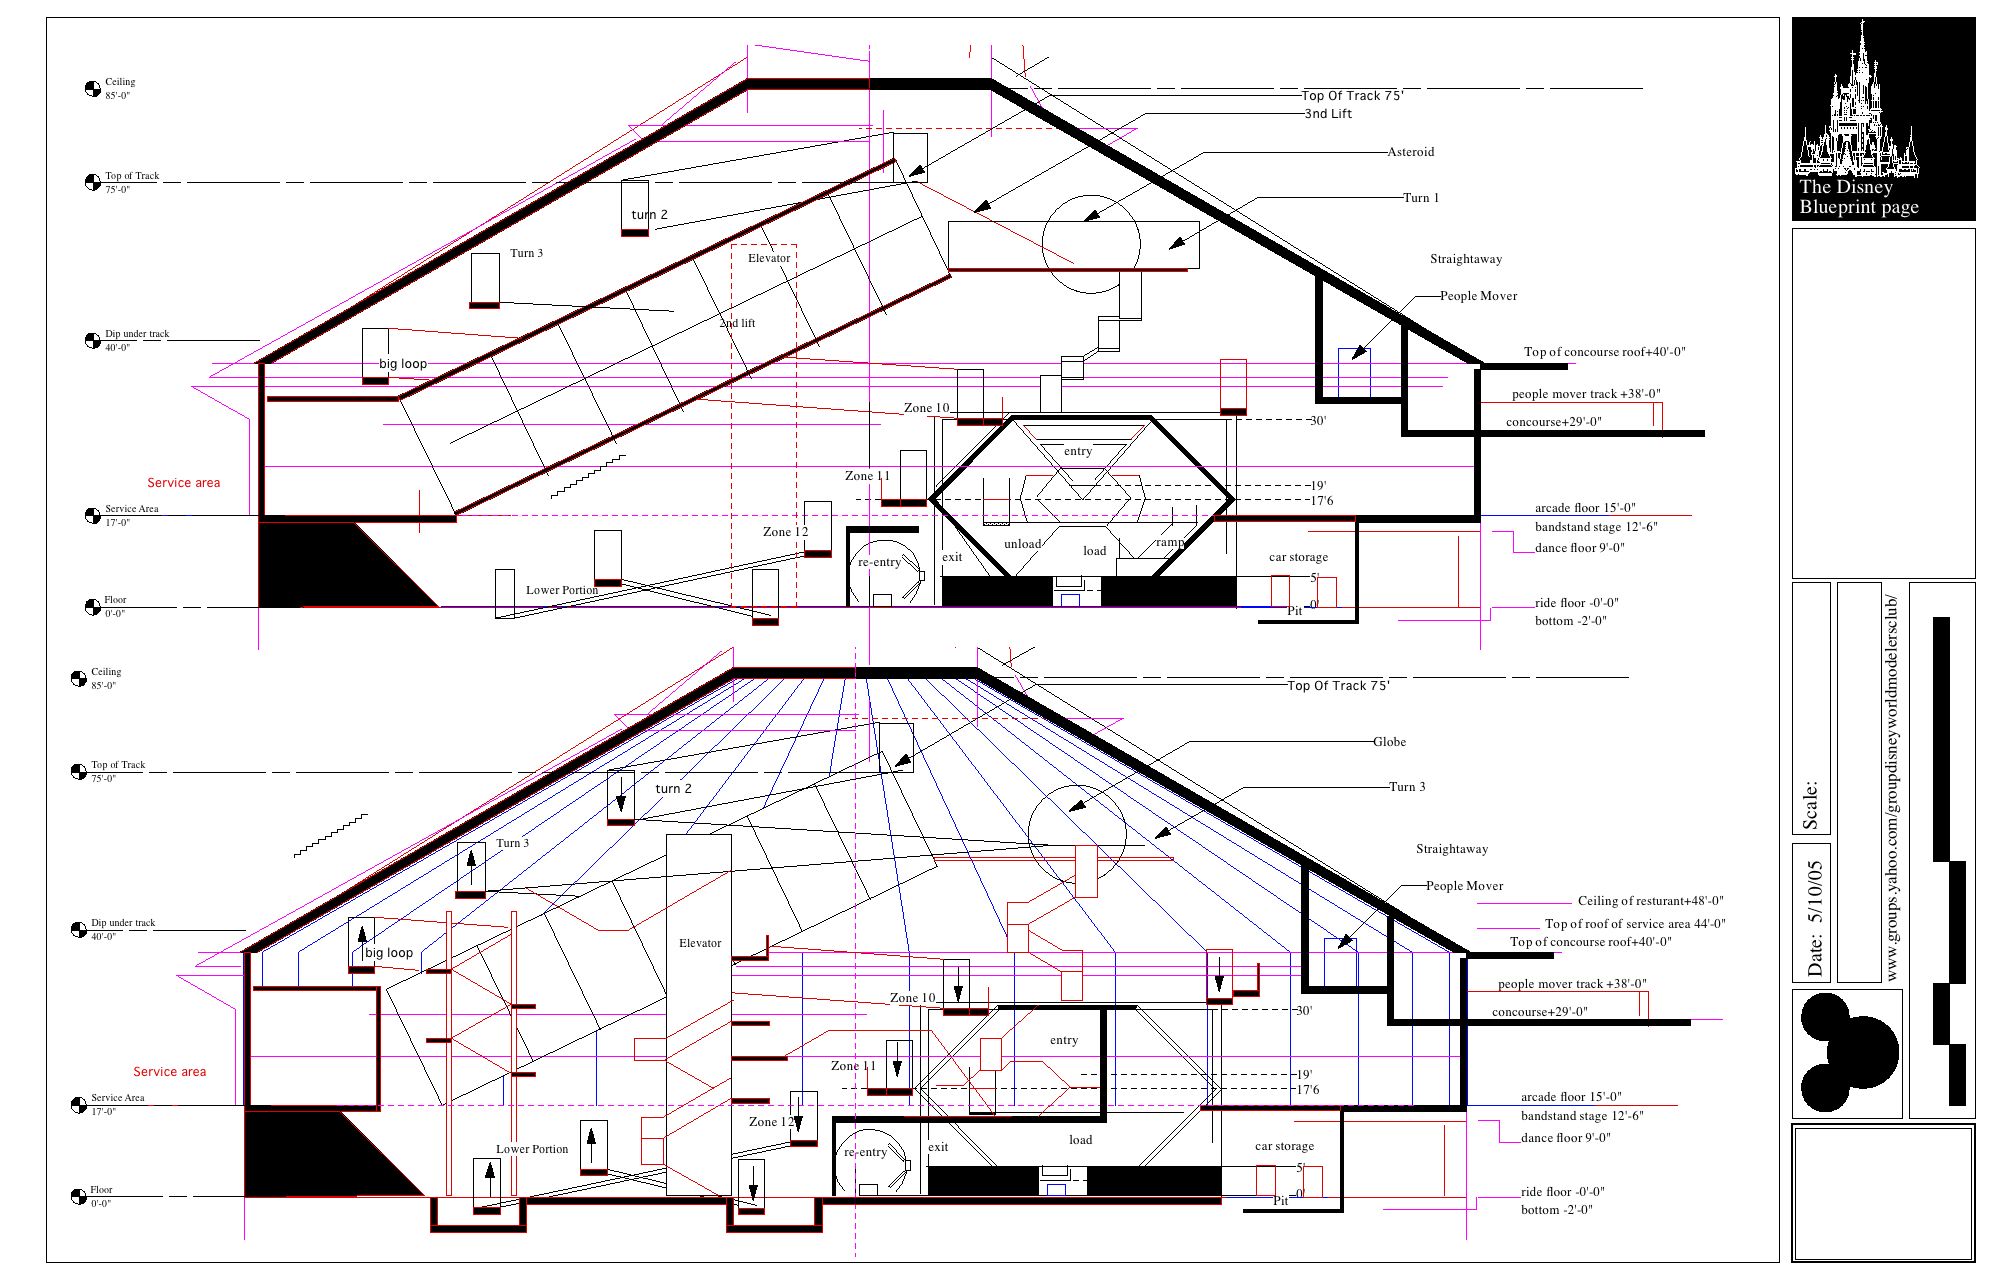 Ceiling
85'-0"
Top of Track
75'-0"
Dip under track
40'-0"
Service area
Service Area
17'-0"
Floor
0'-0"
turn 2
Turn 3
big loop
Elevator
2nd lift
Top Of Track 75'
3nd Lift
Asteroid
Turn 1
Straightaway
People Mover
Top of concourse roof+40'-0"
people mover track +38'-0"
concourse+29'-0"
Zone 10
30'
entry
Zone 11
19'
17'6
arcade floor 15'-0"
bandstand stage 12'-6"
dance floor 9'-0"
Zone 12
unload
load
ramp
re-entry
exit
car storage
Lower Portion
5'
0'
Pit
ride floor -0'-0"
bottom -2'-0"
Ceiling
85'-0"
Top of Track
75'-0"
Dip under track
40'-0"
Service area
Service Area
17'-0"
Floor
0'-0"
turn 2
Turn 3
big loop
Elevator
Top Of Track 75'
Globe
Turn 3
Straightaway
People Mover
Ceiling of resturant+48'-0"
Top of roof of service area 44'-0"
Top of concourse roof+40'-0"
people mover track +38'-0"
concourse+29'-0"
Zone 10
30'
entry
Zone 11
19'
17'6
arcade floor 15'-0"
bandstand stage 12'-6"
dance floor 9'-0"
Zone 12
load
re-entry
exit
car storage
Lower Portion
5'
0'
Pit
ride floor -0'-0"
bottom -2'-0"
The Disney
Blueprint page
Scale:
Date: 5/10/05
www.groups.yahoo.com/groupdisneyworldmodelersclub/